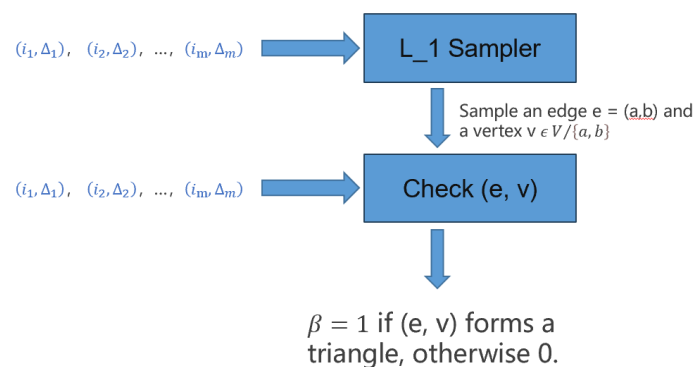 (i₁,Δ₁), (i₂,Δ₂), ..., (iₘ,Δₘ)
L_1 Sampler
Sample an edge e = (a,b) and
a vertex v ϵ V/{a, b}
(i₁,Δ₁), (i₂,Δ₂), ..., (iₘ,Δₘ)
Check (e, v)
β = 1 if (e, v) forms a
triangle, otherwise 0.